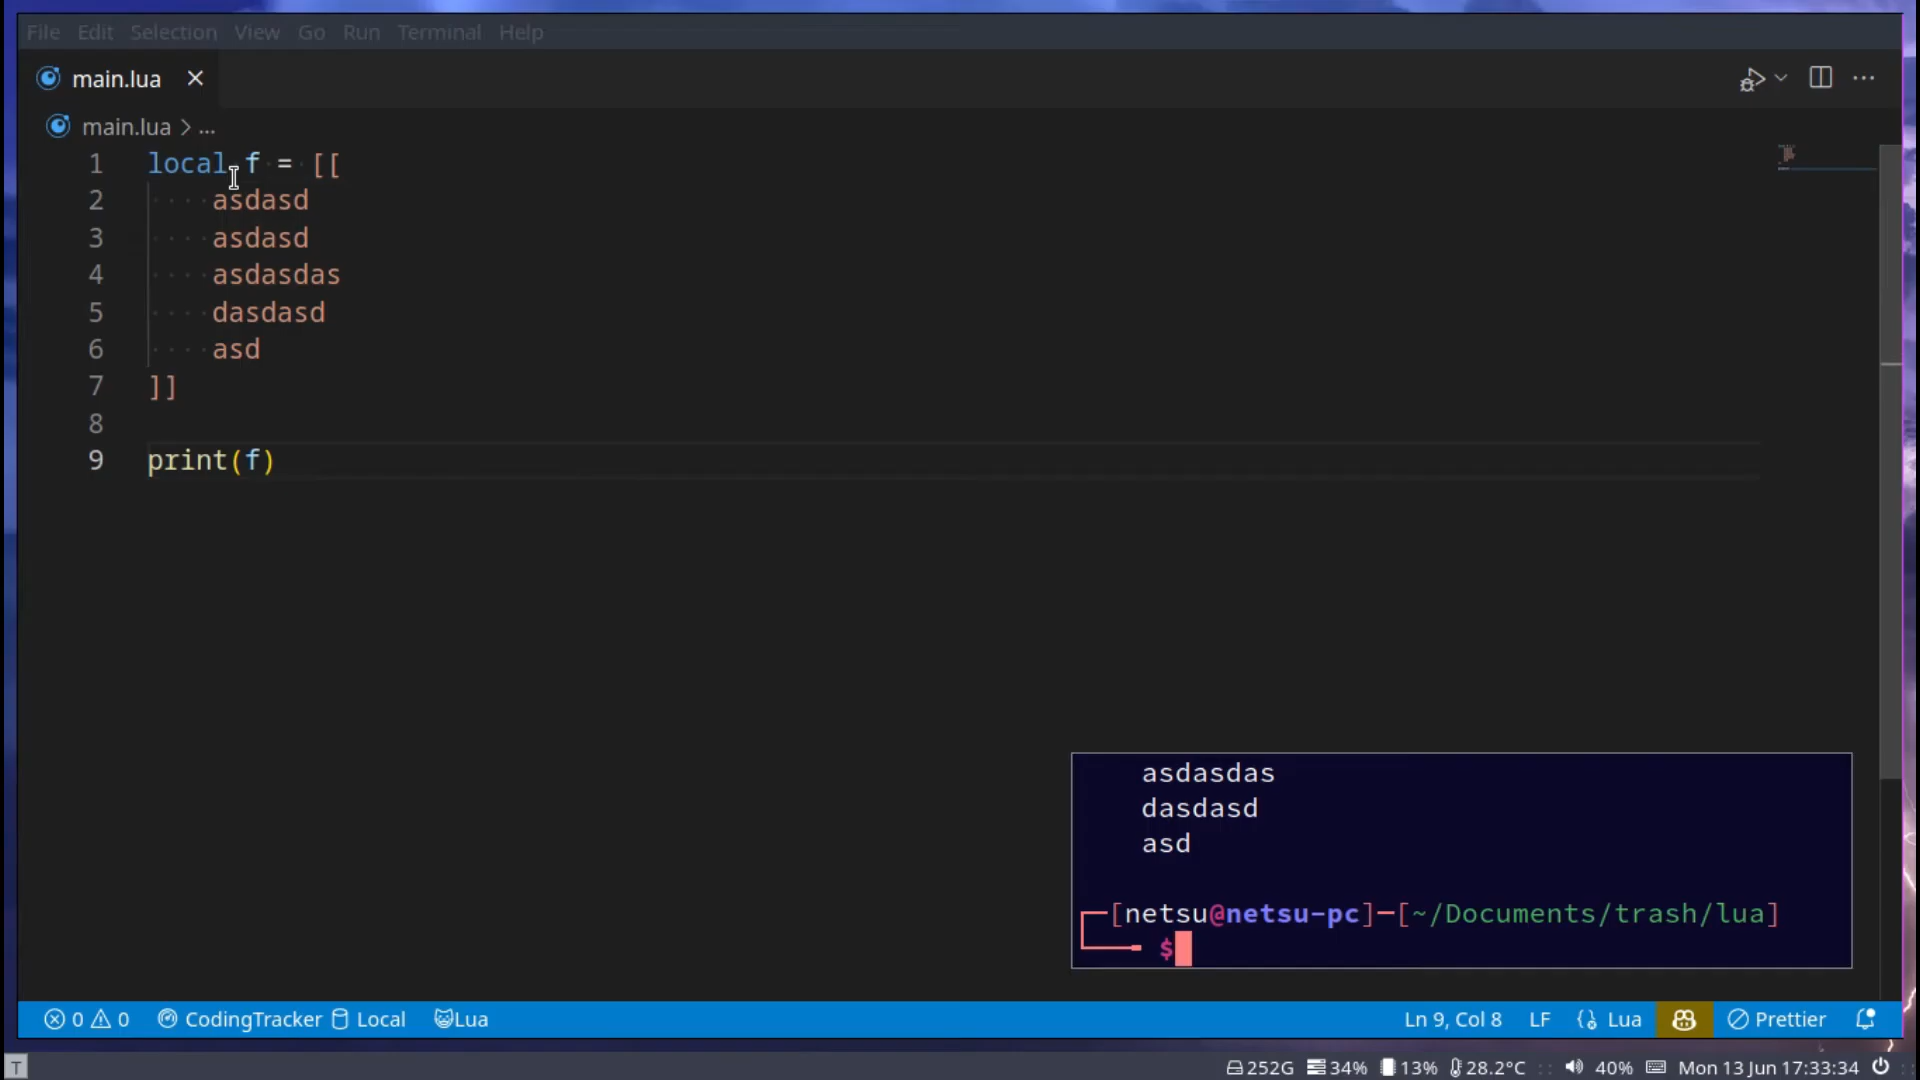 File Edit Selection View Go Run Terminal Help
main.lua
main.lua > ...
1 local f = [[
2     asdasd
3     asdasd
4     asdasdas
5     dasdasd
6     asd
7 ]]
8
9 print(f)
asdasdas
dasdasd
asd
[netsu@netsu-pc]-[~/Documents/trash/lua]
$
0 0 CodingTracker Local Lua
Ln 9, Col 8 LF Lua Prettier
T
252G 34% 13% 28.2°C :: 40% Mon 13 Jun 17:33:34